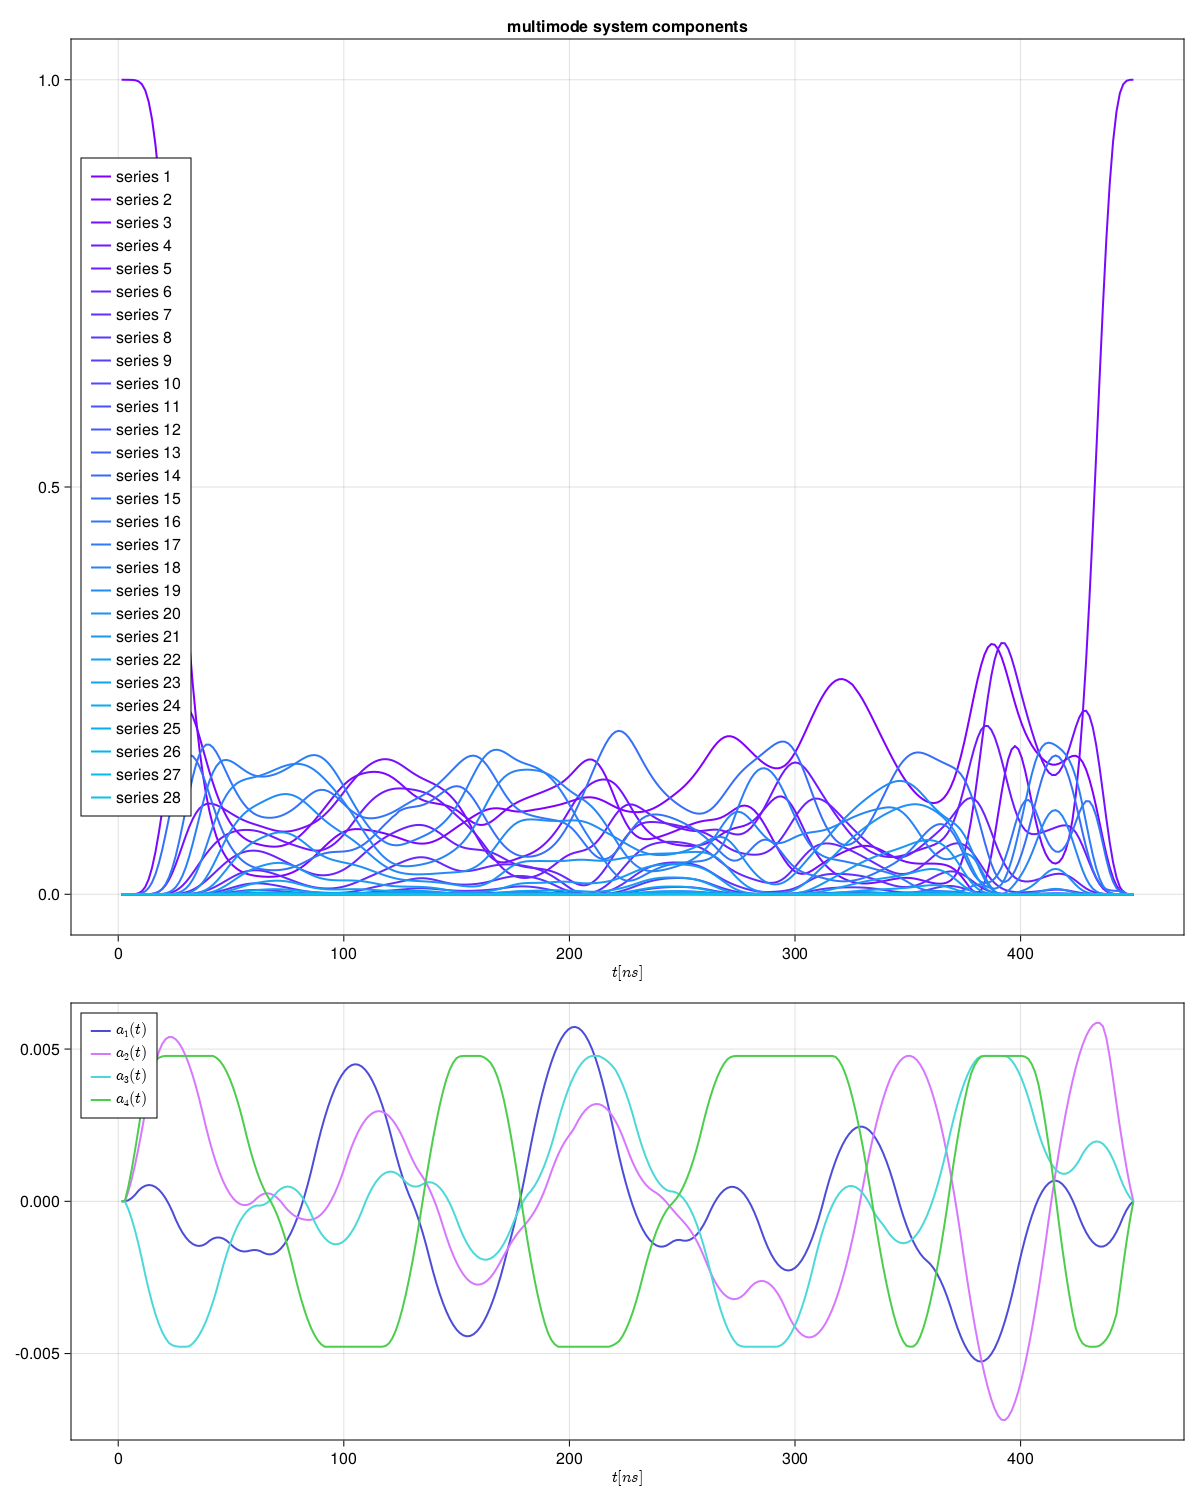 multimode system components
1.0
series 1
series 2
series 3
series 4
series 5
series 6
series 7
series 8
series 9
series 10
series 11
series 12
series 13
series 14
series 15
series 16
series 17
series 18
series 19
series 20
series 21
series 22
series 23
series 24
series 25
series 26
series 27
series 28
0.5
0.0
0 100 200 300 400
t[ns]
a₁(t)
a₂(t)
a₃(t)
a₄(t)
0.005
0.000
-0.005
0 100 200 300 400
t[ns]